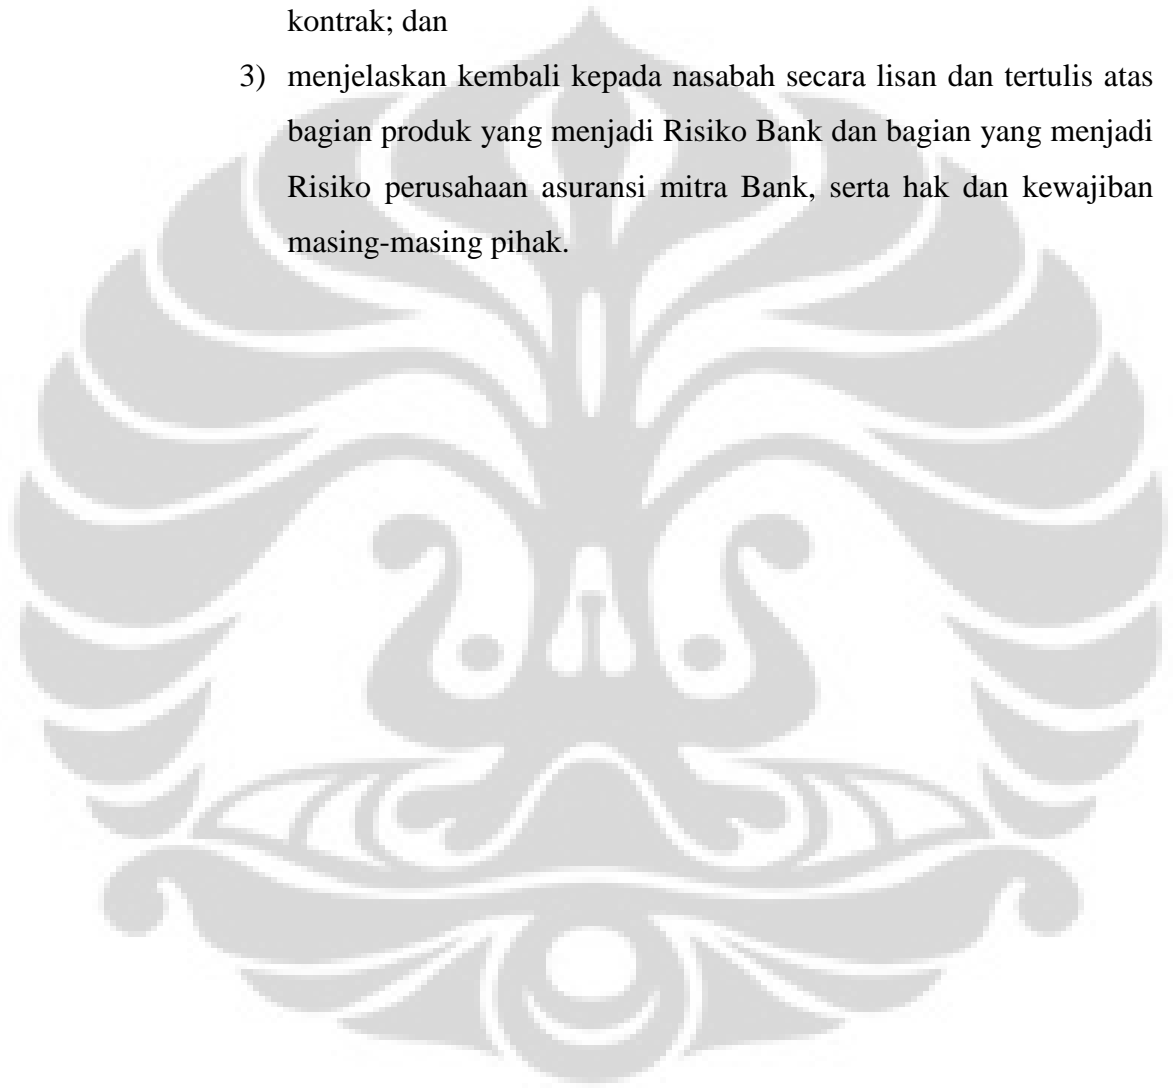 kontrak; dan
3) menjelaskan kembali kepada nasabah secara lisan dan tertulis atas
bagian produk yang menjadi Risiko Bank dan bagian yang menjadi
Risiko perusahaan asuransi mitra Bank, serta hak dan kewajiban
masing-masing pihak.